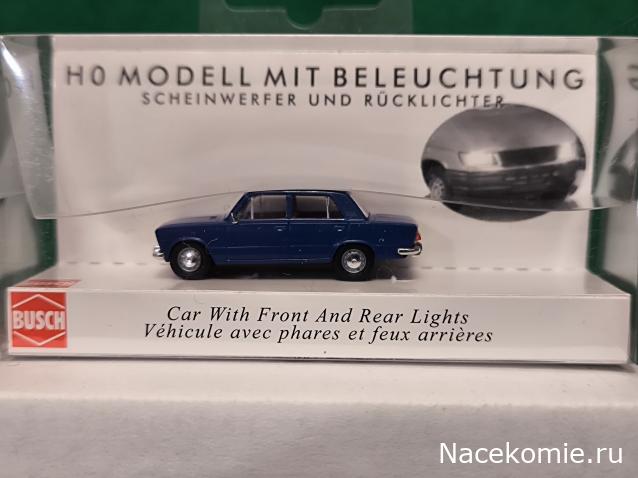 H0 MODELL MIT BELEUCHTUNG
SCHEINWERFER UND RÜCKLICHTER
BUSCH
Car With Front And Rear Lights
Véhicule avec phares et feux arrières
Nacekomie.ru